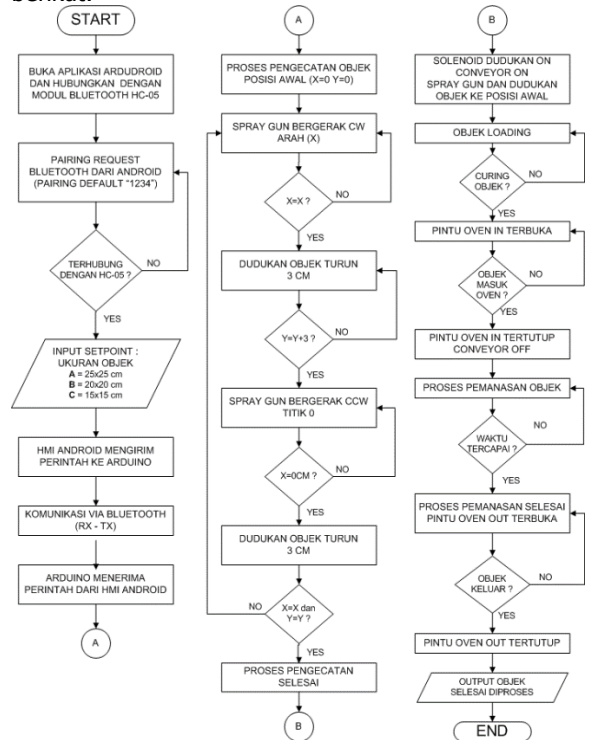 berikut.
START
BUKA APLIKASI ARDUDROID
DAN HUBUNGKAN DENGAN
MODUL BLUETOOTH HC-05
PAIRING REQUEST
BLUETOOTH DARI ANDROID
(PAIRING DEFAULT “1234”)
TERHUBUNG
DENGAN HC-05 ?
NO
YES
INPUT SETPOINT :
UKURAN OBJEK
A = 25x25 cm
B = 20x20 cm
C = 15x15 cm
HMI ANDROID MENGIRIM
PERINTAH KE ARDUINO
KOMUNIKASI VIA BLUETOOTH
(RX - TX)
ARDUINO MENERIMA
PERINTAH DARI HMI ANDROID
A
A
PROSES PENGECATAN OBJEK
POSISI AWAL (X=0 Y=0)
SPRAY GUN BERGERAK CW
ARAH (X)
X=X ?
NO
YES
DUDUKAN OBJEK TURUN
3 CM
Y=Y+3 ?
NO
YES
SPRAY GUN BERGERAK CCW
TITIK 0
X=0CM ?
NO
YES
DUDUKAN OBJEK TURUN
3 CM
X=X dan
Y=Y ?
NO
YES
PROSES PENGECATAN
SELESAI
B
B
SOLENOID DUDUKAN ON
CONVEYOR ON
SPRAY GUN DAN DUDUKAN
OBJEK KE POSISI AWAL
OBJEK LOADING
CURING
OBJEK ?
NO
YES
PINTU OVEN IN TERBUKA
OBJEK
MASUK
OVEN ?
NO
YES
PINTU OVEN IN TERTUTUP
CONVEYOR OFF
PROSES PEMANASAN OBJEK
WAKTU
TERCAPAI ?
NO
YES
PROSES PEMANASAN SELESAI
PINTU OVEN OUT TERBUKA
OBJEK
KELUAR ?
NO
YES
PINTU OVEN OUT TERTUTUP
OUTPUT OBJEK
SELESAI DIPROSES
END